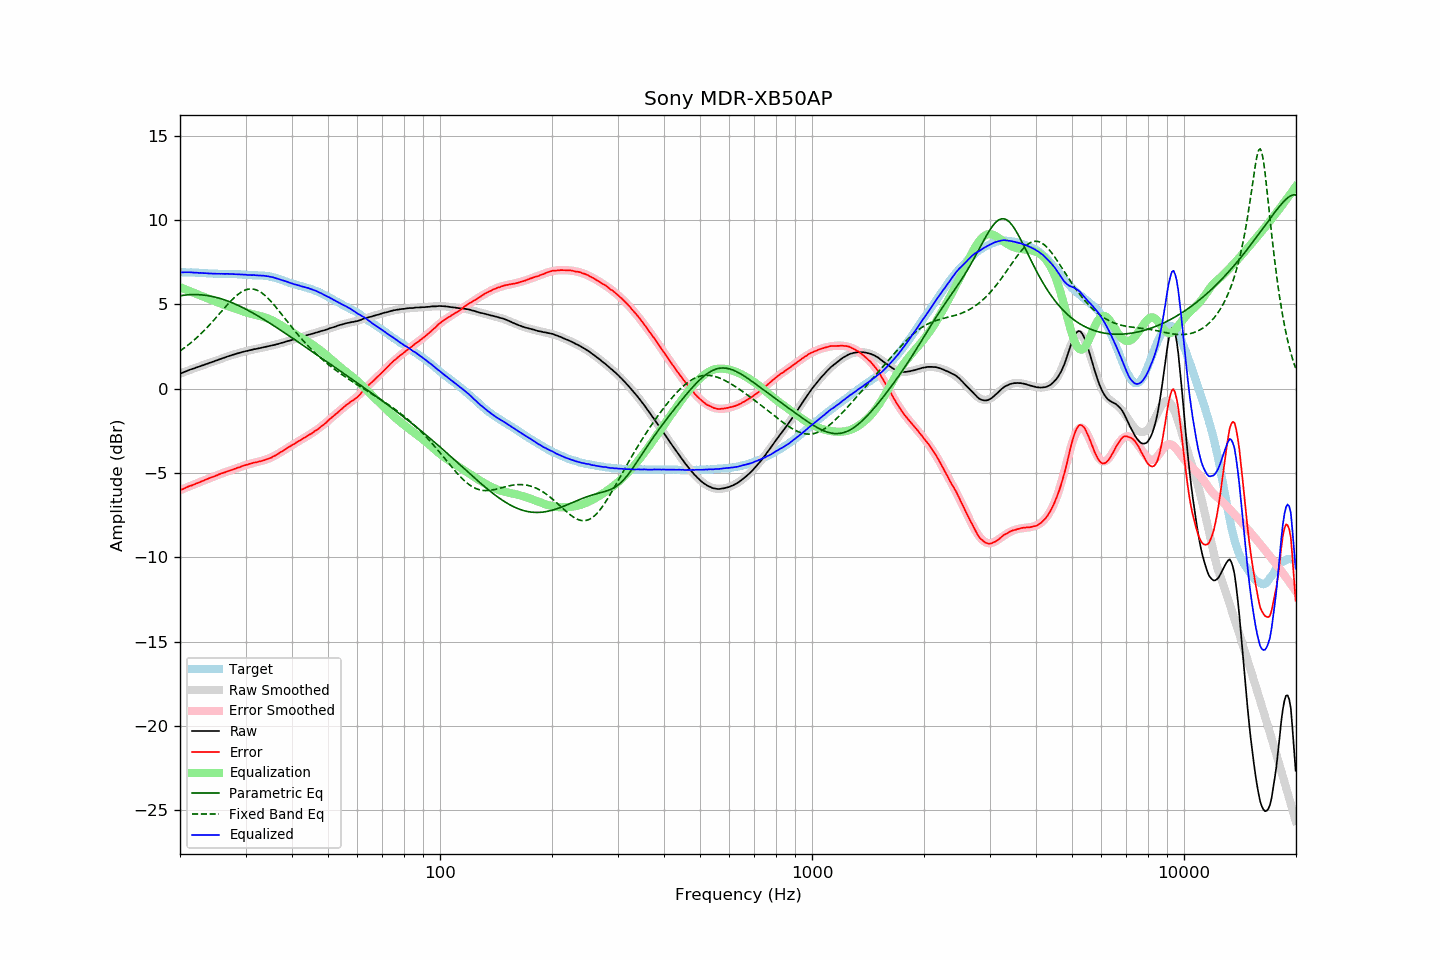 Sony MDR-XB50AP
15
10
5
0
−5
−10
−15
−20
−25
Amplitude (dBr)
Target
Raw Smoothed
Error Smoothed
Raw
Error
Equalization
Parametric Eq
Fixed Band Eq
Equalized
100
1000
10000
Frequency (Hz)